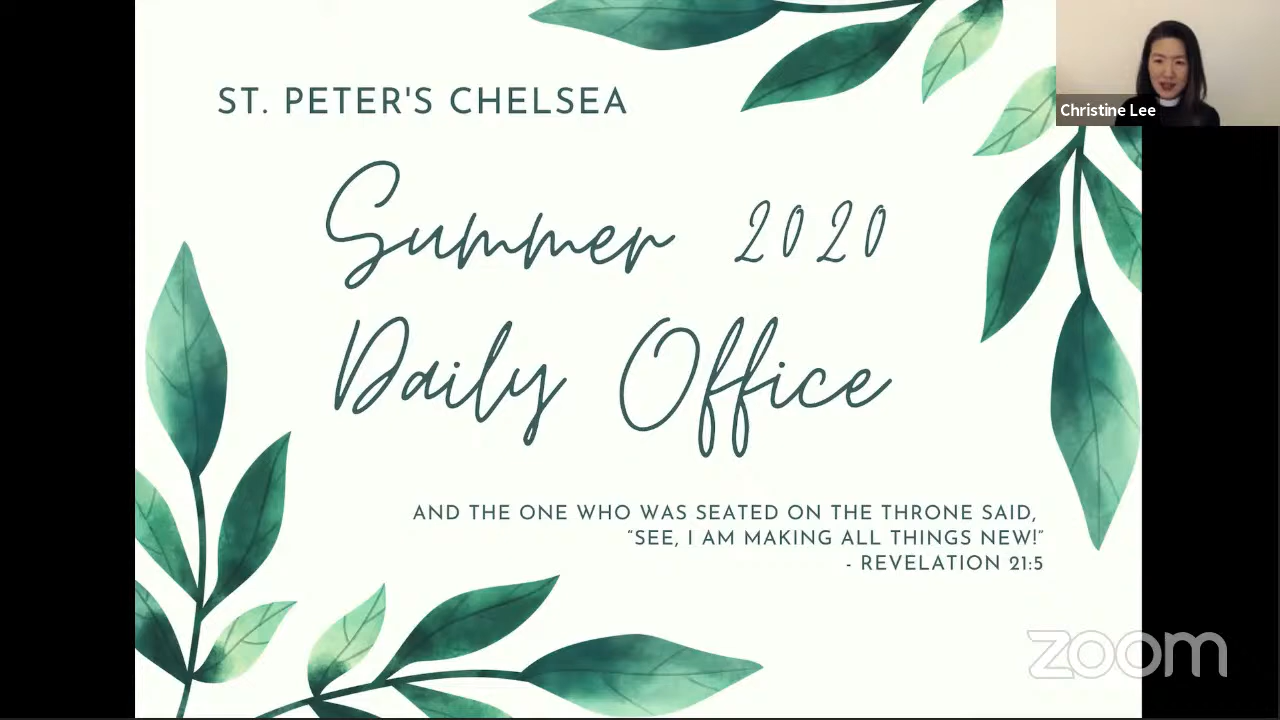 ST. PETER'S CHELSEA
Christine Lee
Summer 2020
Daily Office
AND THE ONE WHO WAS SEATED ON THE THRONE SAID,
"SEE, I AM MAKING ALL THINGS NEW!"
- REVELATION 21:5
zoom